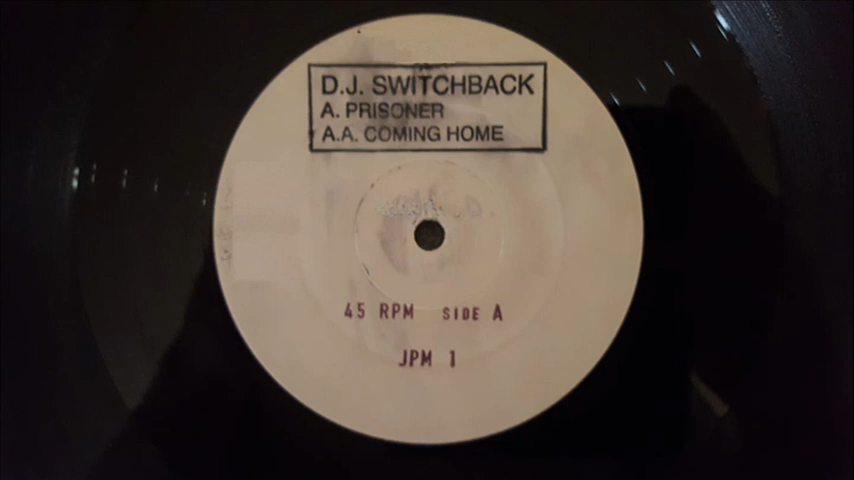 D.J. SWITCHBACK
A. PRISONER
A.A. COMING HOME
45 RPM SIDE A
JPM 1